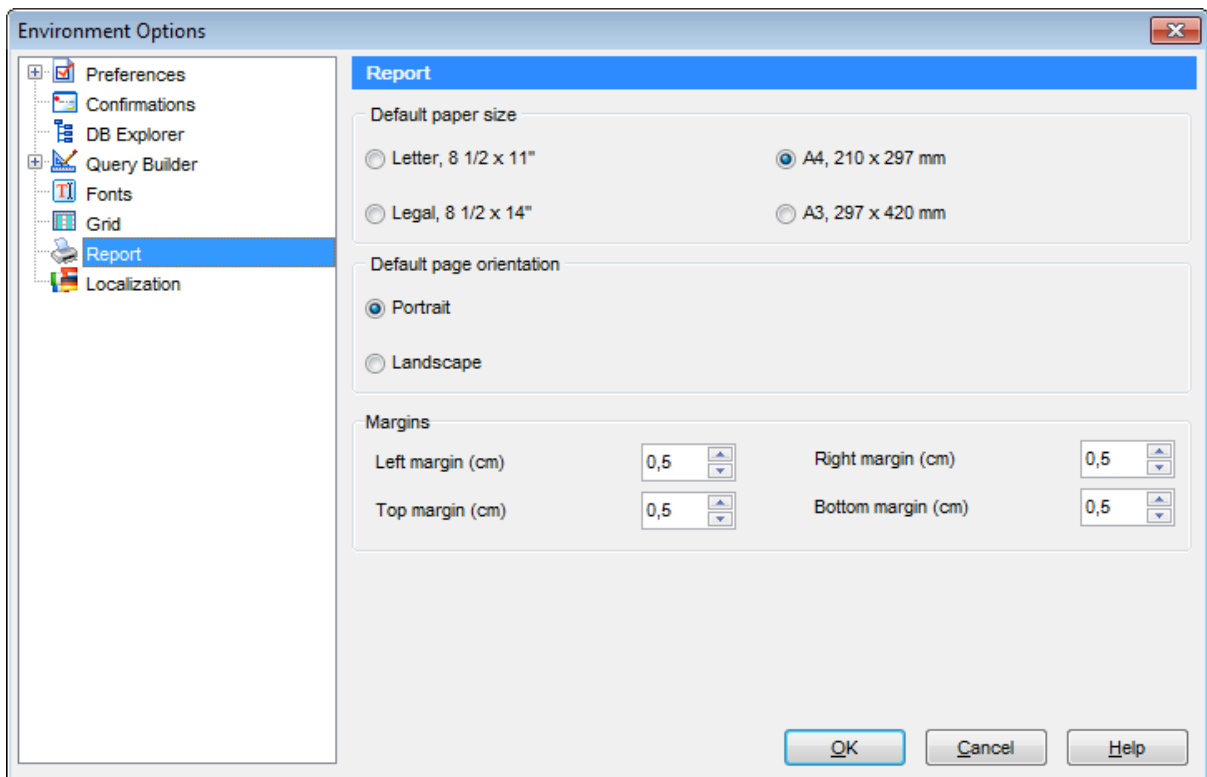 Environment Options
Preferences
Confirmations
DB Explorer
Query Builder
Fonts
Grid
Report
Localization
Report
Default paper size
Letter, 8 1/2 x 11"
A4, 210 x 297 mm
Legal, 8 1/2 x 14"
A3, 297 x 420 mm
Default page orientation
Portrait
Landscape
Margins
Left margin (cm) 0,5
Right margin (cm) 0,5
Top margin (cm) 0,5
Bottom margin (cm) 0,5
OK
Cancel
Help